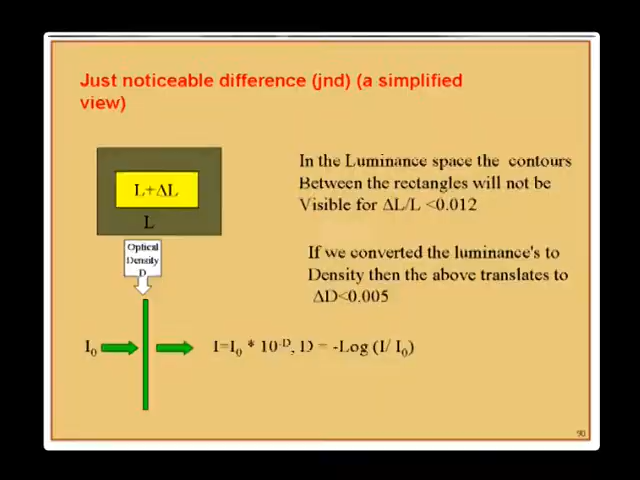 Just noticeable difference (jnd) (a simplified
view)
L+ΔL
L
In the Luminance space the contours
Between the rectangles will not be
Visible for ΔL/L <0.012
Optical
Density
D
If we converted the luminance's to
Density then the above translates to
ΔD<0.005
I₀
I=I₀ * 10⁻ᴰ, D = -Log (I/ I₀)
90